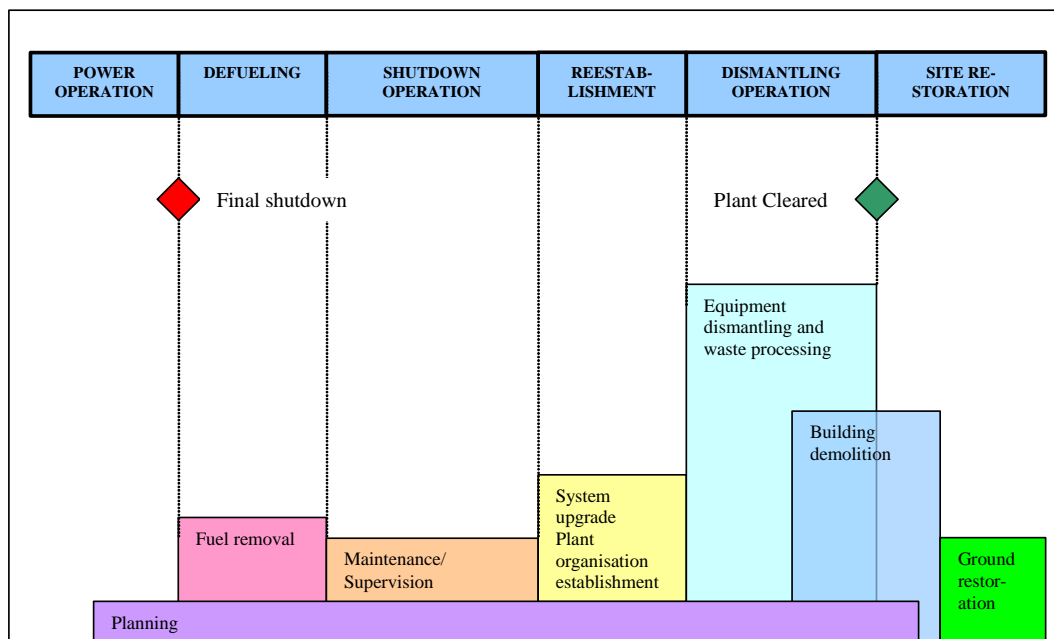 POWER
OPERATION
DEFUELING
SHUTDOWN
OPERATION
REESTAB-
LISHMENT
DISMANTLING
OPERATION
SITE RE-
STORATION
Final shutdown
Plant Cleared
Equipment
dismantling and
waste processing
Building
demolition
System
upgrade
Plant
organisation
establishment
Fuel removal
Maintenance/
Supervision
Ground
restor-
ation
Planning